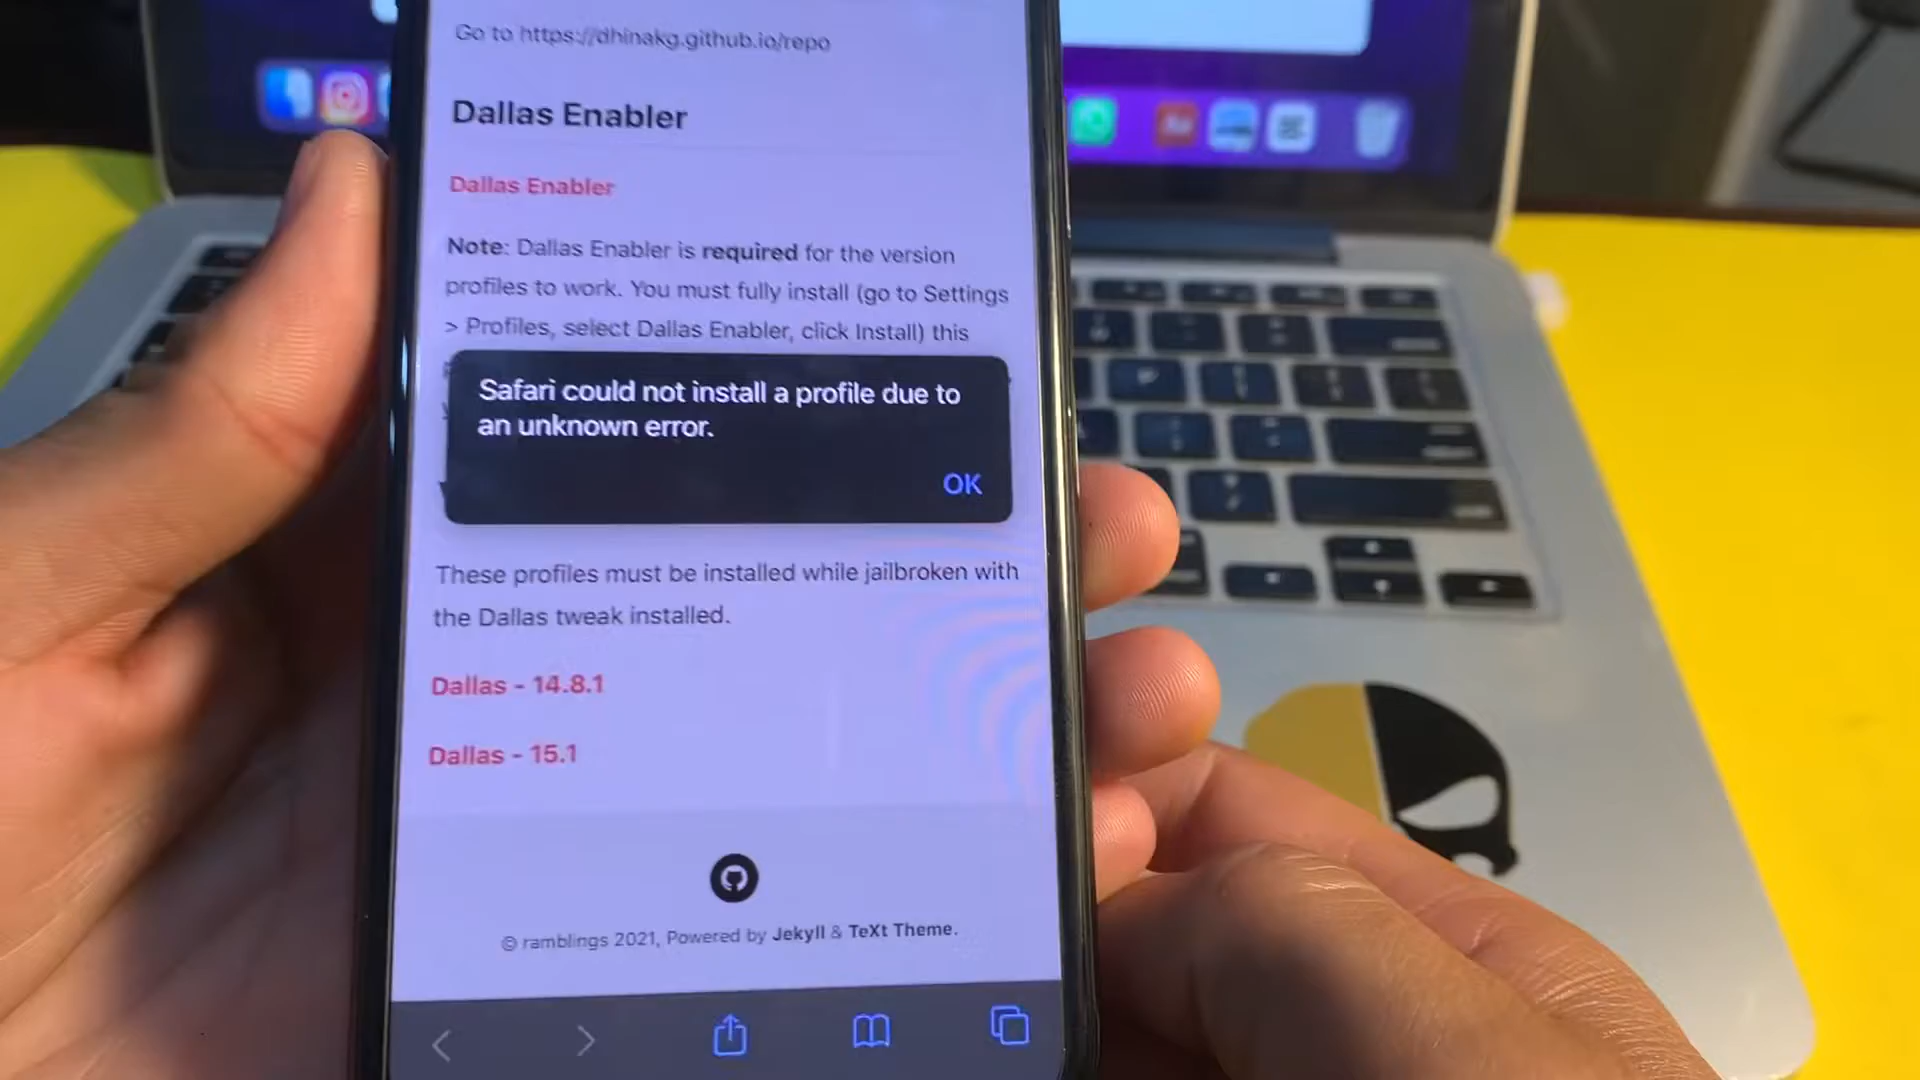 Go to https://dhinakg.github.io/repo
Dallas Enabler
Dallas Enabler
Note: Dallas Enabler is required for the version
profiles to work. You must fully install (go to Settings
> Profiles, select Dallas Enabler, click Install) this
Safari could not install a profile due to
an unknown error.
OK
These profiles must be installed while jailbroken with
the Dallas tweak installed.
Dallas - 14.8.1
Dallas - 15.1
© ramblings 2021, Powered by Jekyll & TeXt Theme.